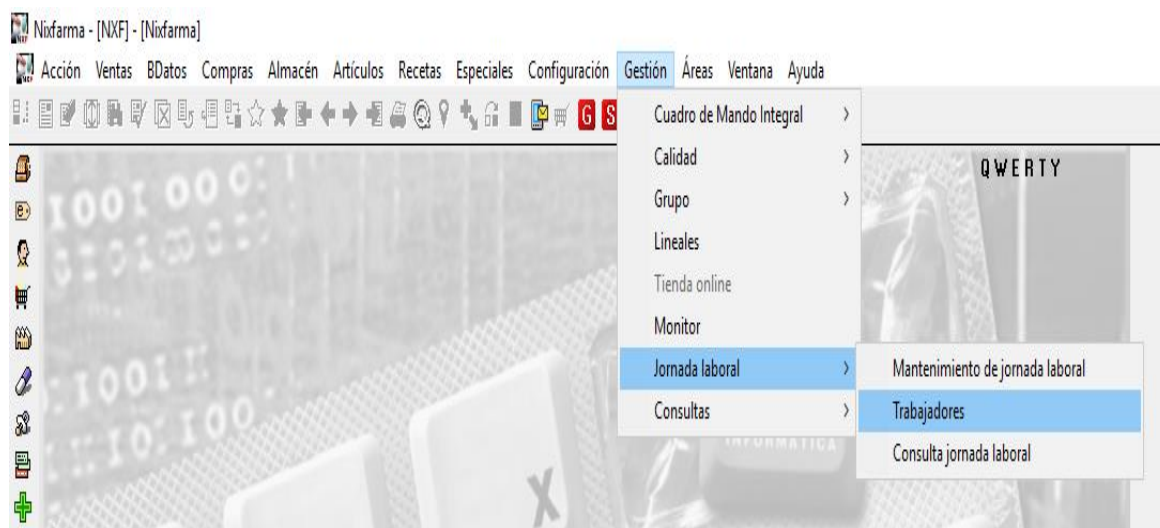 Nixfarma - [NXF] - [Nixfarma]
Acción Ventas BDatos Compras Almacén Artículos Recetas Especiales Configuración Gestión Áreas Ventana Ayuda
G S
Cuadro de Mando Integral
Calidad
Grupo
Lineales
Tienda online
Monitor
Jornada laboral
Consultas
Mantenimiento de jornada laboral
Trabajadores
Consulta jornada laboral
QWERTY
INFORMATICA
X